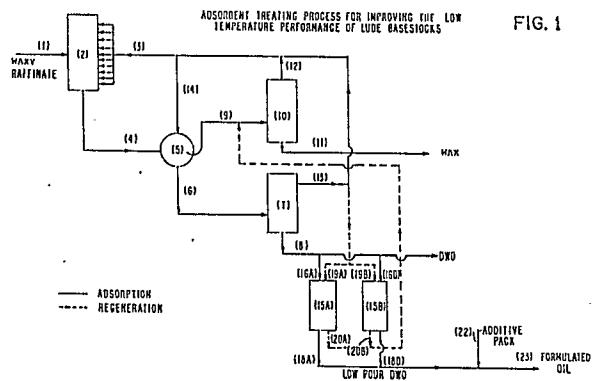 ADSORBENT TREATING PROCESS FOR IMPROVING THE LOW
TEMPERATURE PERFORMANCE OF LUBE BASESTOCKS
FIG. 1
(1)
WAXY
RAFFINATE
(2)
(3)
(4)
(5)
(6)
(14)
(9)
(12)
(10)
(11)
WAX
(7)
(13)
(8)
DWO
(16A)
(19A)
(19B)
(16B)
(15A)
(15B)
(20A)
(20B)
(18A)
(18B)
LOW POUR DWO
ADSORPTION
REGENERATION
(22)
ADDITIVE
PACK
(23) FORMULATED
OIL